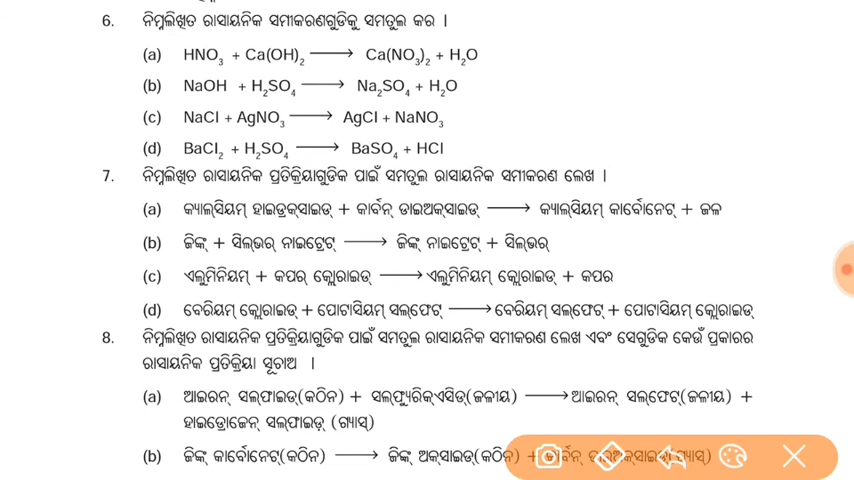 6. ନିମ୍ନଲିଖିତ ରାସାୟନିକ ସମୀକରଣଗୁଡିକୁ ସମତୁଲ କର ।
(a) HNO₃ + Ca(OH)₂ ⟶ Ca(NO₃)₂ + H₂O
(b) NaOH + H₂SO₄ ⟶ Na₂SO₄ + H₂O
(c) NaCl + AgNO₃ ⟶ AgCl + NaNO₃
(d) BaCl₂ + H₂SO₄ ⟶ BaSO₄ + HCl
7. ନିମ୍ନଲିଖିତ ରାସାୟନିକ ପ୍ରତିକ୍ରିୟାଗୁଡିକ ପାଇଁ ସମତୁଲ ରାସାୟନିକ ସମୀକରଣ ଲେଖ ।
(a) କ୍ୟାଲ୍‌ସିୟମ୍ ହାଇଡ୍ରକ୍‌ସାଇଡ୍ + କାର୍ବନ୍ ଡାଇଅକ୍‌ସାଇଡ୍ ⟶ କ୍ୟାଲ୍‌ସିୟମ୍ କାର୍ବୋନେଟ୍ + ଜଳ
(b) ଜିଙ୍କ୍ + ସିଲ୍‌ଭର୍ ନାଇଟ୍ରେଟ୍ ⟶ ଜିଙ୍କ୍ ନାଇଟ୍ରେଟ୍ + ସିଲ୍‌ଭର୍
(c) ଏଲୁମିନିୟମ୍ + କପର୍ କ୍ଲୋରାଇଡ୍ ⟶ ଏଲୁମିନିୟମ୍ କ୍ଲୋରାଇଡ୍ + କପର
(d) ବେରିୟମ୍ କ୍ଲୋରାଇଡ୍ + ପୋଟାସିୟମ୍ ସଲ୍‌ଫେଟ୍ ⟶ ବେରିୟମ୍ ସଲ୍‌ଫେଟ୍ + ପୋଟାସିୟମ୍ କ୍ଲୋରାଇଡ୍
8. ନିମ୍ନଲିଖିତ ରାସାୟନିକ ପ୍ରତିକ୍ରିୟାଗୁଡିକ ପାଇଁ ସମତୁଲ ରାସାୟନିକ ସମୀକରଣ ଲେଖ ଏବଂ ସେଗୁଡିକ କେଉଁ ପ୍ରକାରର
ରାସାୟନିକ ପ୍ରତିକ୍ରିୟା ସୂଚାଅ ।
(a) ଆଇରନ୍ ସଲ୍‌ଫାଇଡ୍(କଠିନ) + ସଲ୍‌ଫ୍ୟୁରିକ୍‌ଏସିଡ୍(ଜଳୀୟ) ⟶ ଆଇରନ୍ ସଲ୍‌ଫେଟ୍(ଜଳୀୟ) +
ହାଇଡ୍ରୋଜେନ୍ ସଲ୍‌ଫାଇଡ୍ (ଗ୍ୟାସ୍)
(b) ଜିଙ୍କ୍ କାର୍ବୋନେଟ୍(କଠିନ) ⟶ ଜିଙ୍କ୍ ଅକ୍‌ସାଇଡ୍(କଠିନ) +